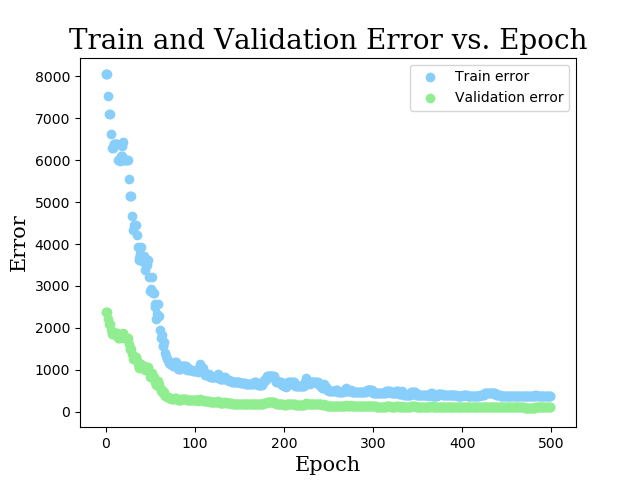 Train and Validation Error vs. Epoch
Train error
Validation error
8000
7000
6000
5000
4000
3000
2000
1000
0
Error
0 100 200 300 400 500
Epoch